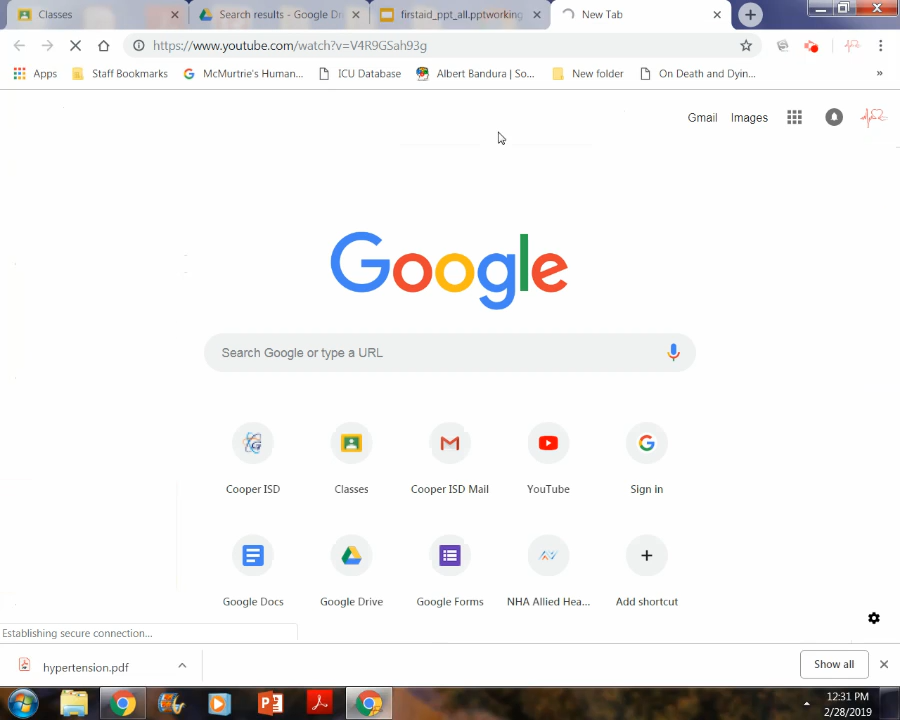 Classes
Search results - Google Dr
firstaid_ppt_all.pptworking
New Tab
https://www.youtube.com/watch?v=V4R9GSah93g
Apps
Staff Bookmarks
McMurtrie's Human...
ICU Database
Albert Bandura | So...
New folder
On Death and Dyin...
»
Gmail
Images
Google
Search Google or type a URL
Cooper ISD
Classes
Cooper ISD Mail
YouTube
Sign in
Google Docs
Google Drive
Google Forms
NHA Allied Hea...
Add shortcut
Establishing secure connection...
hypertension.pdf
Show all
12:31 PM
2/28/2019